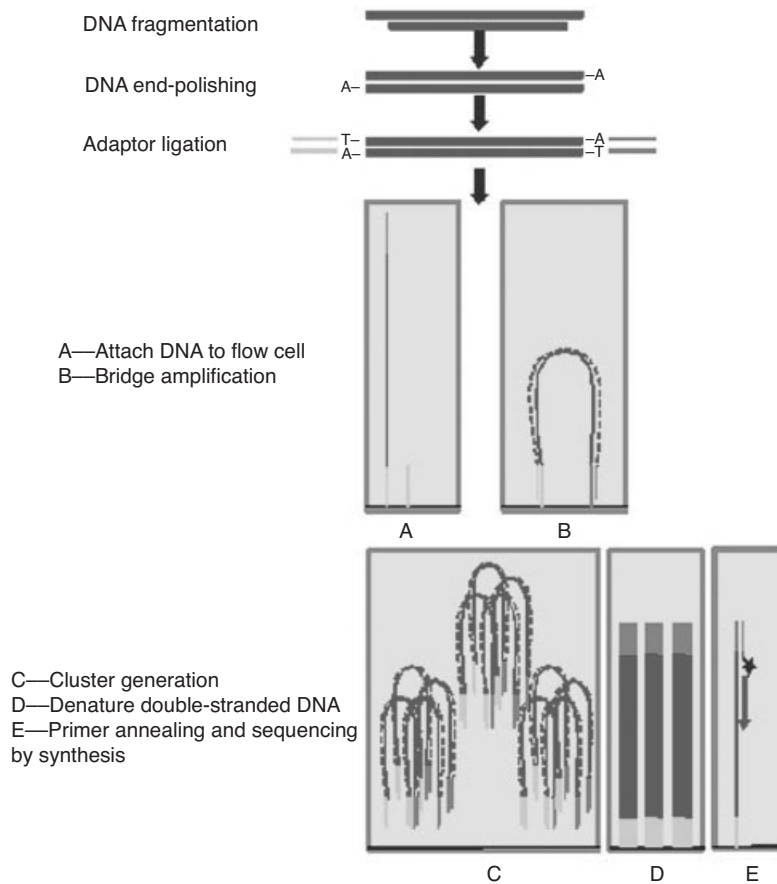 DNA fragmentation
DNA end-polishing
A–
–A
Adaptor ligation
T–
A–
–A
–T
A—Attach DNA to flow cell
B—Bridge amplification
A
B
C—Cluster generation
D—Denature double-stranded DNA
E—Primer annealing and sequencing
by synthesis
C
D
E